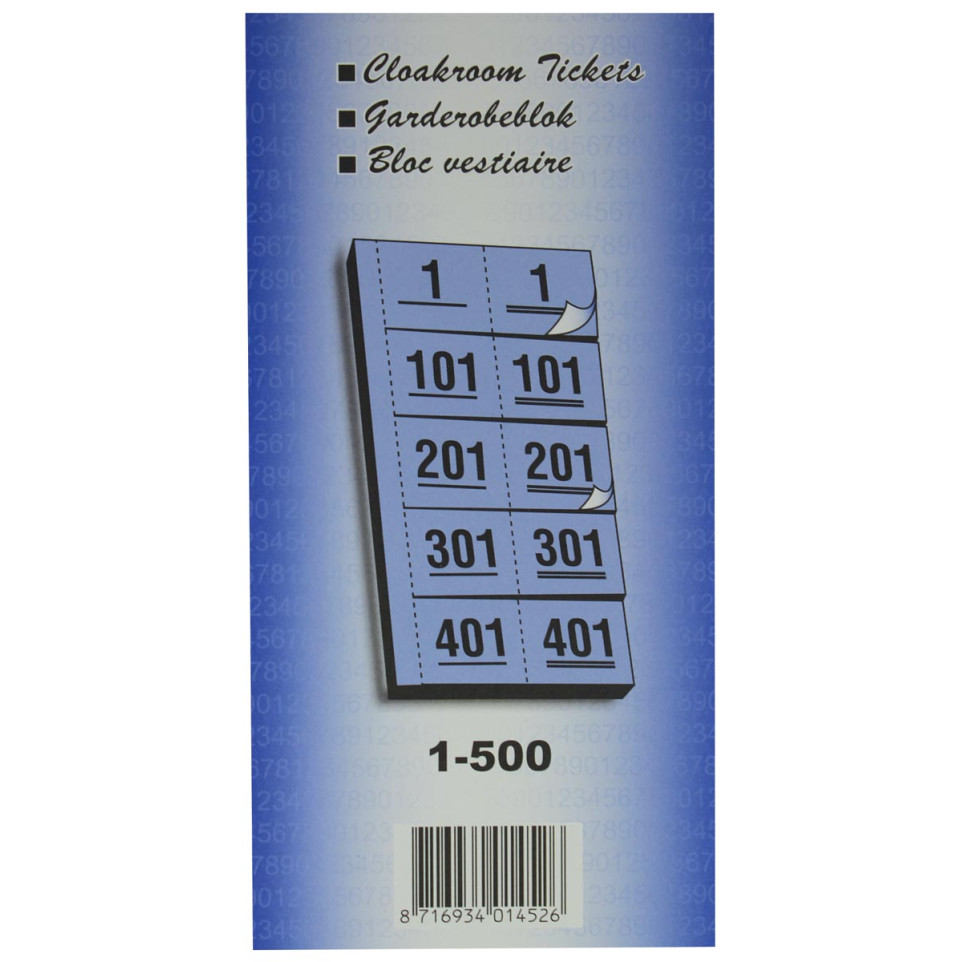 ■ Cloakroom Tickets
■ Garderobeblok
■ Bloc vestiaire
1 1
101 101
201 201
301 301
401 401
1-500
8 716934 014526